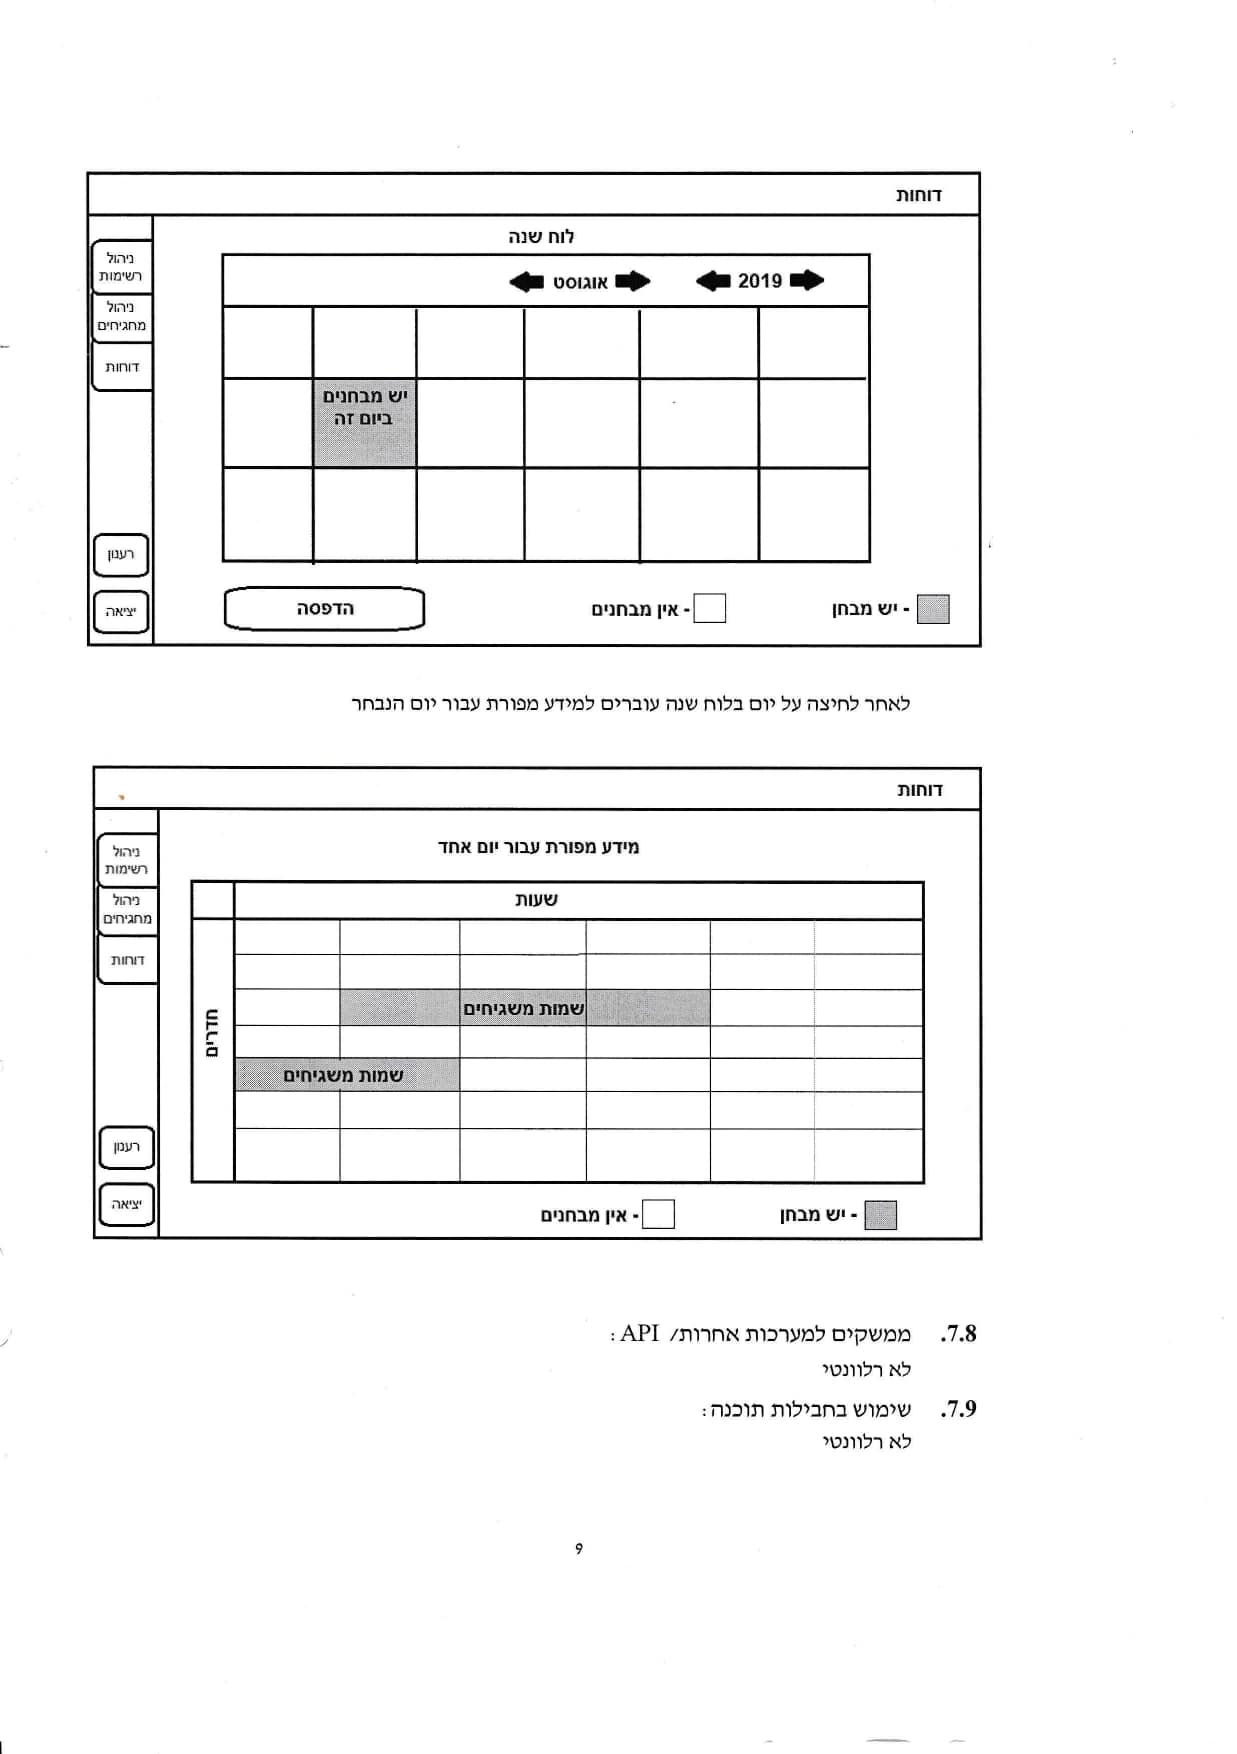 דוחות
לוח שנה
2019
אוגוסט
יש מבחנים
ביום זה
- יש מבחן
- אין מבחנים
הדפסה
ניהול
רשימות
ניהול
מחגיחים
דוחות
רענון
יציאה
לאחר לחיצה על יום בלוח שנה עוברים למידע מפורת עבור יום הנבחר
דוחות
מידע מפורת עבור יום אחד
שעות
חדרים
שמות משגיחים
שמות משגיחים
- יש מבחן
- אין מבחנים
ניהול
רשימות
ניהול
מחגיחים
דוחות
רענון
יציאה
7.8. ממשקים למערכות אחרות/ API :
לא רלוונטי
7.9. שימוש בחבילות תוכנה :
לא רלוונטי
9